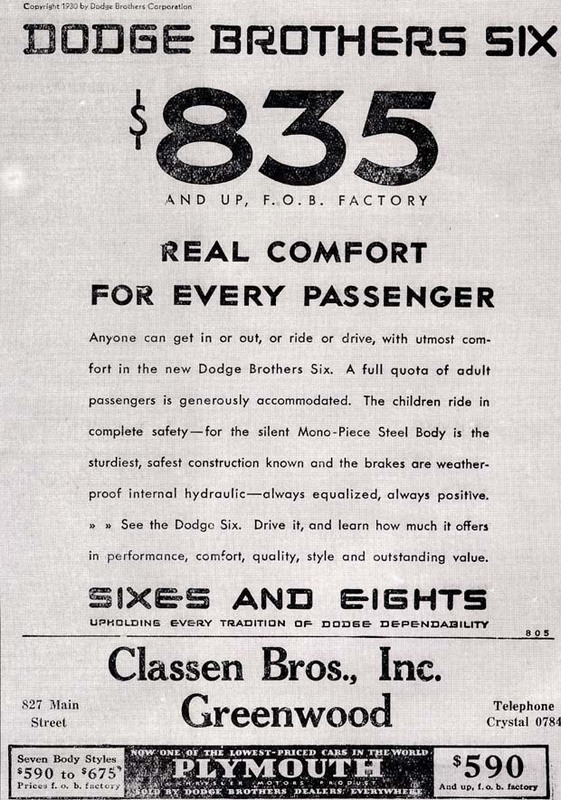 Copyright 1930 by Dodge Brothers Corporation
DODGE BROTHERS SIX
$835
AND UP, F.O.B. FACTORY
REAL COMFORT
FOR EVERY PASSENGER
Anyone can get in or out, or ride or drive, with utmost com-
fort in the new Dodge Brothers Six. A full quota of adult
passengers is generously accommodated. The children ride in
complete safety—for the silent Mono-Piece Steel Body is the
sturdiest, safest construction known and the brakes are weather-
proof internal hydraulic—always equalized, always positive.
» » See the Dodge Six. Drive it, and learn how much it offers
in performance, comfort, quality, style and outstanding value.
SIXES AND EIGHTS
UPHOLDING EVERY TRADITION OF DODGE DEPENDABILITY
805
Classen Bros., Inc.
827 Main
Street
Greenwood
Telephone
Crystal 0784
Seven Body Styles
$590 to $675
Prices f. o. b. factory
NOW ONE OF THE LOWEST-PRICED CARS IN THE WORLD
PLYMOUTH
CHRYSLER MOTORS PRODUCT
SOLD BY DODGE BROTHERS DEALERS EVERYWHERE
$590
And up, f. o. b. factory